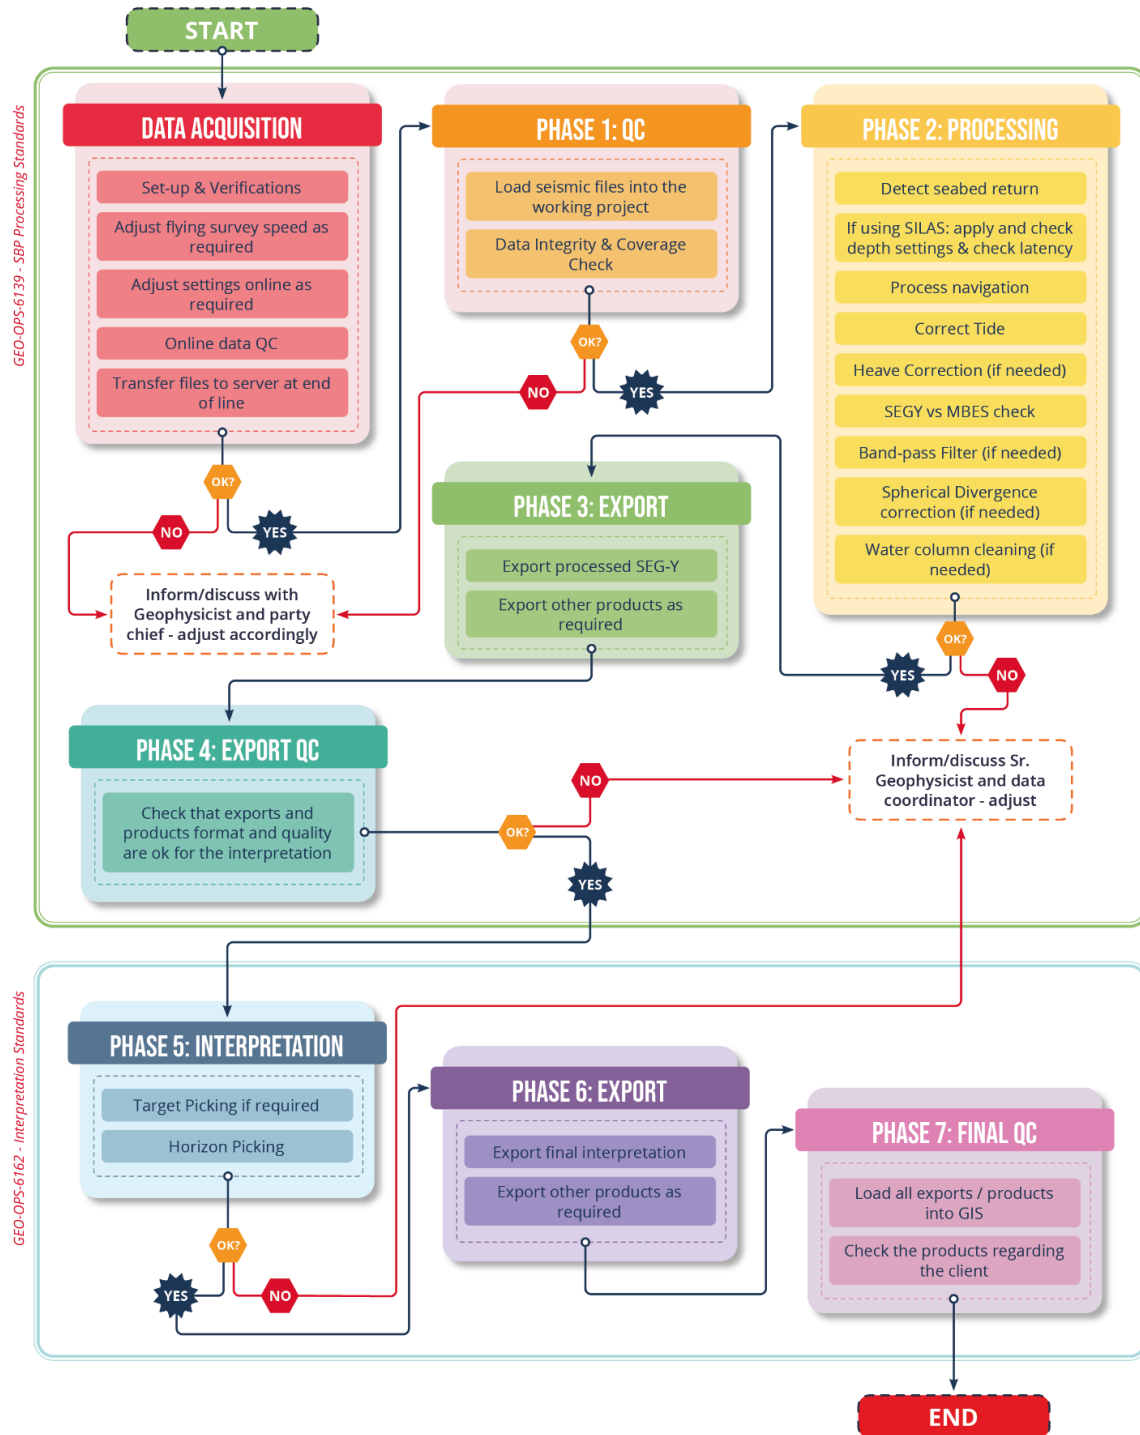 START
GEO-OPS-6139 - SBP Processing Standards
DATA ACQUISITION
Set-up & Verifications
Adjust flying survey speed as
required
Adjust settings online as
required
Online data QC
Transfer files to server at end
of line
OK?
NO
YES
Inform/discuss with
Geophysicist and party
chief - adjust accordingly
PHASE 1: QC
Load seismic files into the
working project
Data Integrity & Coverage
Check
OK?
NO
YES
PHASE 2: PROCESSING
Detect seabed return
If using SILAS: apply and check
depth settings & check latency
Process navigation
Correct Tide
Heave Correction (if needed)
SEGY vs MBES check
Band-pass Filter (if needed)
Spherical Divergence
correction (if needed)
Water column cleaning (if
needed)
OK?
YES
NO
Inform/discuss Sr.
Geophysicist and data
coordinator - adjust
PHASE 3: EXPORT
Export processed SEG-Y
Export other products as
required
PHASE 4: EXPORT QC
Check that exports and
products format and quality
are ok for the interpretation
OK?
NO
YES
GEO-OPS-6162 - Interpretation Standards
PHASE 5: INTERPRETATION
Target Picking if required
Horizon Picking
OK?
YES
NO
PHASE 6: EXPORT
Export final interpretation
Export other products as
required
PHASE 7: FINAL QC
Load all exports / products
into GIS
Check the products regarding
the client
END